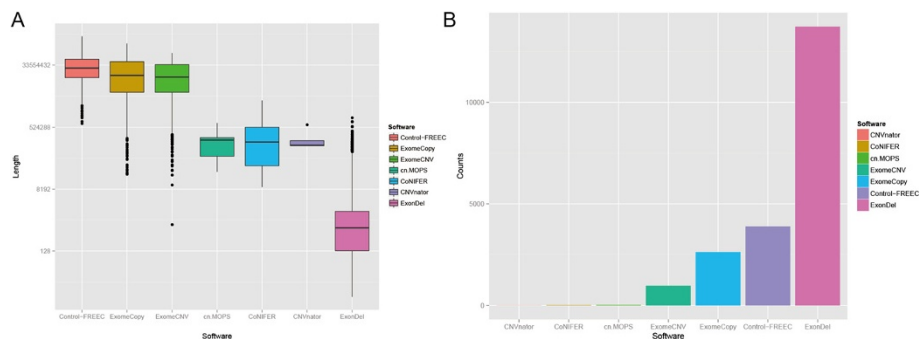 A
Length
33554432
524288
8192
128
Control-FREEC ExomeCopy ExomeCNV cn.MOPS CoNIFER CNVnator ExonDel
Software
Software
Control-FREEC
ExomeCopy
ExomeCNV
cn.MOPS
CoNIFER
CNVnator
ExonDel
B
Counts
10000
5000
0
CNVnator CoNIFER cn.MOPS ExomeCNV ExomeCopy Control-FREEC ExonDel
Software
Software
CNVnator
CoNIFER
cn.MOPS
ExomeCNV
ExomeCopy
Control-FREEC
ExonDel